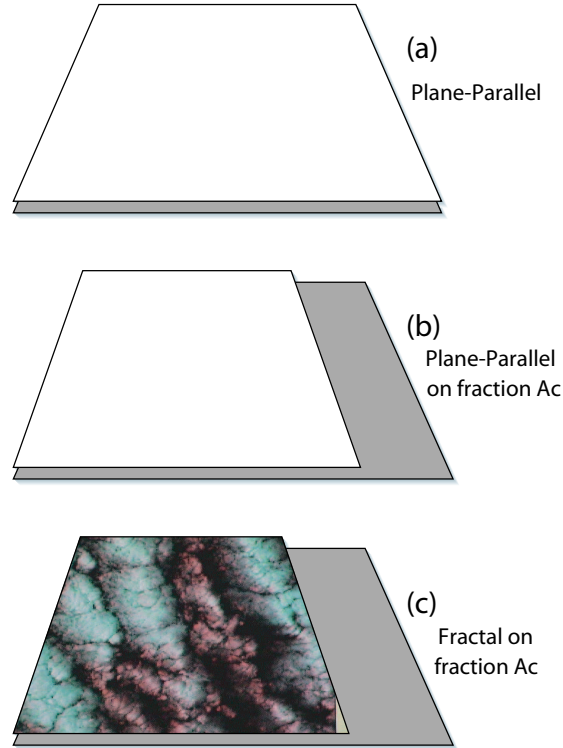 (a)
Plane-Parallel
(b)
Plane-Parallel
on fraction Ac
(c)
Fractal on
fraction Ac